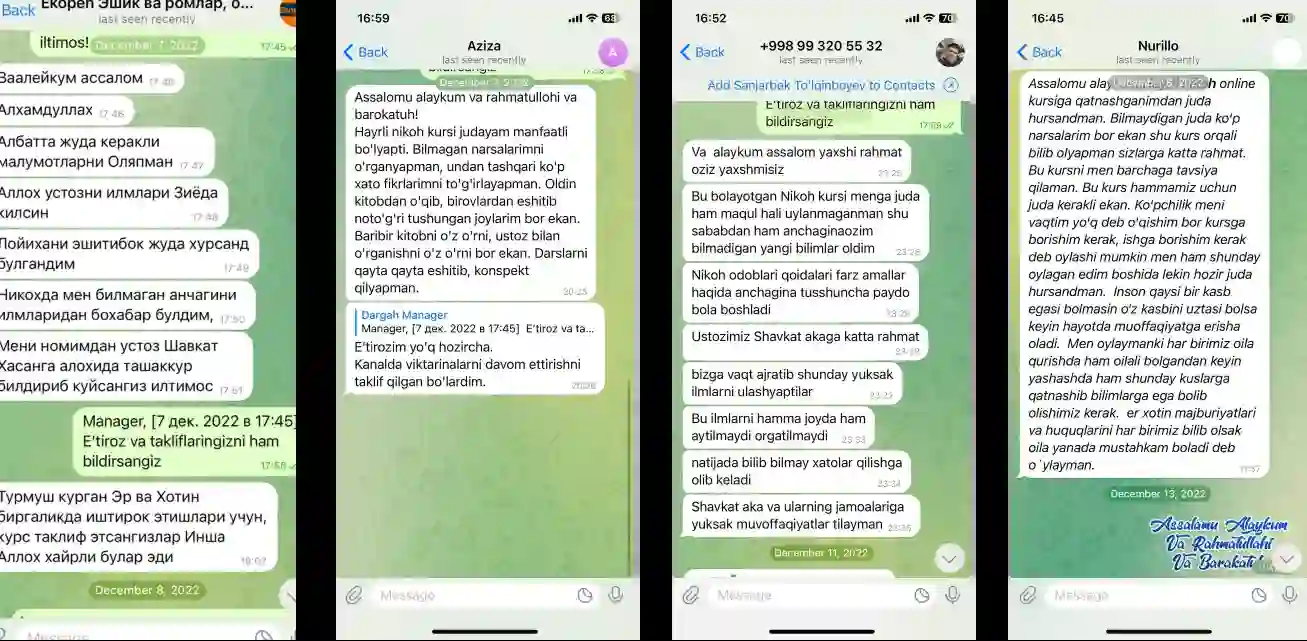 Back
Екореп Эшик ва ромлар, о...
last seen recently
iltimos!
December 7, 2022
17:45
Ваалейкум ассалом
17:46
Алхамдуллах
17:46
Албатта жуда керакли
малумотларни Оляпман
17:47
Аллох устозни илмлари Зиёда
килсин
17:48
Лойихани эшитибок жуда хурсанд
булгандим
17:49
Никохда мен билмаган анчагини
илмларидан бохабар булдим,
17:50
Мени номимдан устоз Шавкат
Хасанга алохида ташаккур
билдириб куйсангиз илтимос
17:51
Manager, [7 дек. 2022 в 17:45]
E'tiroz va takliflaringizni ham
bildirsangiz
17:58
Турмуш курган Эр ва Хотин
биргаликда иштирок этишлари учун,
курс таклиф этсангизлар Инша
Аллох хайрли булар эди
18:02
December 8, 2022
Message
16:59
68
Back
Aziza
last seen recently
A
bildirsangiz
17:58
December 7, 2022
Assalomu alaykum va rahmatullohi va
barokatuh!
Hayrli nikoh kursi judayam manfaatli
bo'lyapti. Bilmagan narsalarimni
o'rganyapman, undan tashqari ko'p
xato fikrlarimni to'g'irlayapman. Oldin
kitobdan o'qib, birovlardan eshitib
noto'g'ri tushungan joylarim bor ekan.
Baribir kitobni o'z o'rni, ustoz bilan
o'rganishni o'z o'rni bor ekan. Darslarni
qayta qayta eshitib, konspekt
qilyapman.
20:25
Dargah Manager
Manager, [7 дек. 2022 в 17:45] E'tiroz va ta...
E'tirozim yo'q hozircha.
Kanalda viktarinalarni davom ettirishni
taklif qilgan bo'lardim.
20:26
Message
16:52
70
Back
+998 99 320 55 32
last seen recently
Add Sanjarbek To'lqinboyev to Contacts
E'tiroz va takliflaringizni ham
bildirsangiz
17:59
Va alaykum assalom yaxshi rahmat
oziz yaxshmisiz
23:25
Bu bolayotgan Nikoh kursi menga juda
ham maqul hali uylanmaganman shu
sababdan ham anchaginaozim
bilmadigan yangi bilimlar oldim
23:28
Nikoh odoblari qoidalari farz amallar
haqida anchagina tusshuncha paydo
bola boshladi
23:29
Ustozimiz Shavkat akaga katta rahmat
bizga vaqt ajratib shunday yuksak
ilmlarni ulashyaptilar
Bu ilmlarni hamma joyda ham
aytilmaydi orgatilmaydi
23:33
natijada bilib bilmay xatolar qilishga
olib keladi
23:34
Shavkat aka va ularning jamoalariga
yuksak muvoffaqiyatlar tilayman
23:35
December 11, 2022
Message
16:45
70
Back
Nurillo
last seen recently
December 8, 2022
Assalomu alay h online
kursiga qatnashganimdan juda
hursandman. Bilmaydigan juda ko'p
narsalarim bor ekan shu kurs orqali
bilib olyapman sizlarga katta rahmat.
Bu kursni men barchaga tavsiya
qilaman. Bu kurs hammamiz uchun
juda kerakli ekan. Ko'pchilik meni
vaqtim yo'q deb o'qishim bor kursga
borishim kerak, ishga borishim kerak
deb oylashi mumkin men ham shunday
oylagan edim boshida lekin hozir juda
hursandman. Inson qaysi bir kasb
egasi bolmasin o'z kasbini uztasi bolsa
keyin hayotda muoffaqiyatga erisha
oladi. Men oylaymanki har birimiz oila
qurishda ham oilali bolgandan keyin
yashashda ham shunday kuslarga
qatnashib bilimlarga ega bolib
olishimiz kerak. er xotin majburiyatlari
va huquqlarini har birimiz bilib olsak
oila yanada mustahkam boladi deb
o`ylayman.
11:37
December 13, 2022
Assalamu Alaykum
Va Rahmatullahi
Va Barakatuh
Message